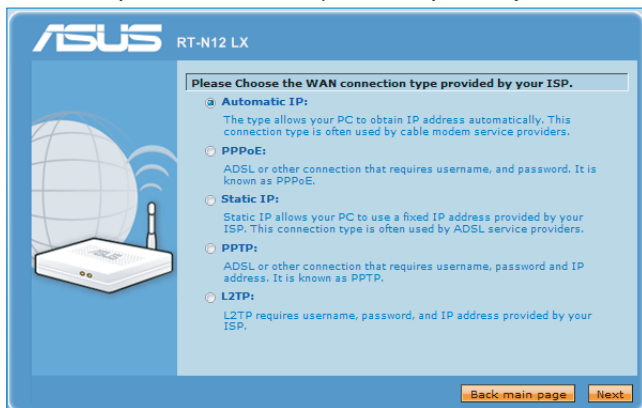 ASUS RT-N12 LX
Please Choose the WAN connection type provided by your ISP.
Automatic IP:
The type allows your PC to obtain IP address automatically. This
connection type is often used by cable modem service providers.
PPPoE:
ADSL or other connection that requires username, and password. It is
known as PPPoE.
Static IP:
Static IP allows your PC to use a fixed IP address provided by your
ISP. This connection type is often used by ADSL service providers.
PPTP:
ADSL or other connection that requires username, password and IP
address. It is known as PPTP.
L2TP:
L2TP requires username, password, and IP address provided by your
ISP.
ASUS
Back main page Next